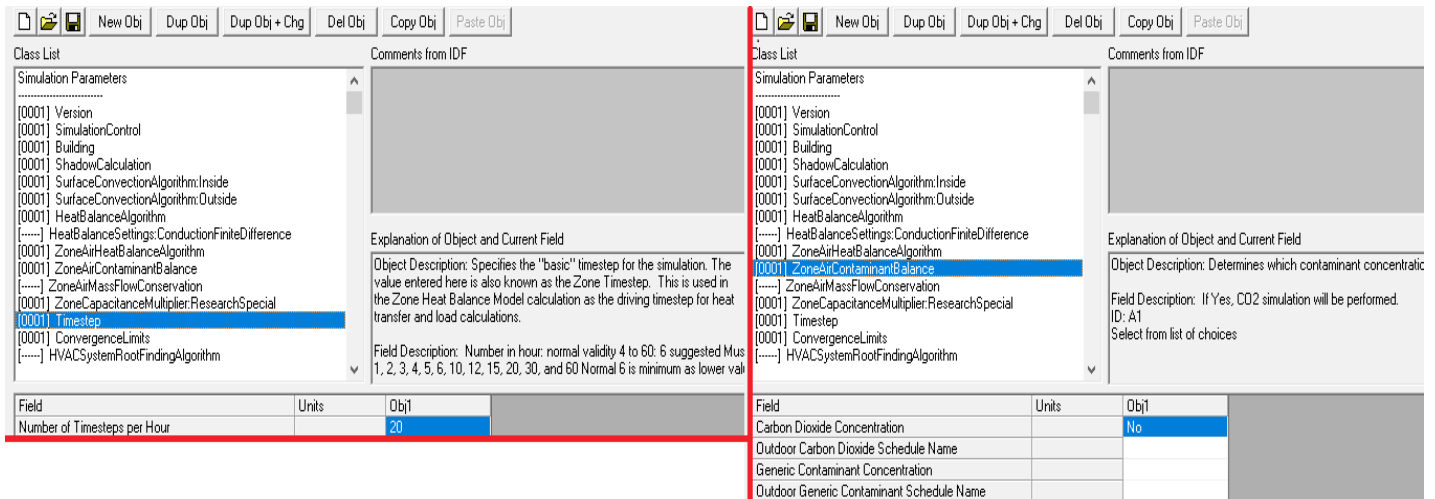 New Obj Dup Obj Dup Obj + Chg Del Obj Copy Obj Paste Obj
Class List
Comments from IDF
Simulation Parameters
--------------------------
[0001] Version
[0001] SimulationControl
[0001] Building
[0001] ShadowCalculation
[0001] SurfaceConvectionAlgorithm:Inside
[0001] SurfaceConvectionAlgorithm:Outside
[0001] HeatBalanceAlgorithm
[------] HeatBalanceSettings:ConductionFiniteDifference
[0001] ZoneAirHeatBalanceAlgorithm
[0001] ZoneAirContaminantBalance
[------] ZoneAirMassFlowConservation
[0001] ZoneCapacitanceMultiplier:ResearchSpecial
[0001] Timestep
[0001] ConvergenceLimits
[------] HVACSystemRootFindingAlgorithm
Explanation of Object and Current Field
Object Description: Specifies the "basic" timestep for the simulation. The
value entered here is also known as the Zone Timestep. This is used in
the Zone Heat Balance Model calculation as the driving timestep for heat
transfer and load calculations.
Field Description: Number in hour: normal validity 4 to 60: 6 suggested Mus
1, 2, 3, 4, 5, 6, 10, 12, 15, 20, 30, and 60 Normal 6 is minimum as lower valu
Field Units Obj1
Number of Timesteps per Hour 20
New Obj Dup Obj Dup Obj + Chg Del Obj Copy Obj Paste Obj
Class List
Comments from IDF
Simulation Parameters
--------------------------
[0001] Version
[0001] SimulationControl
[0001] Building
[0001] ShadowCalculation
[0001] SurfaceConvectionAlgorithm:Inside
[0001] SurfaceConvectionAlgorithm:Outside
[0001] HeatBalanceAlgorithm
[------] HeatBalanceSettings:ConductionFiniteDifference
[0001] ZoneAirHeatBalanceAlgorithm
[0001] ZoneAirContaminantBalance
[------] ZoneAirMassFlowConservation
[0001] ZoneCapacitanceMultiplier:ResearchSpecial
[0001] Timestep
[0001] ConvergenceLimits
[------] HVACSystemRootFindingAlgorithm
Explanation of Object and Current Field
Object Description: Determines which contaminant concentratio
Field Description: If Yes, CO2 simulation will be performed.
ID: A1
Select from list of choices
Field Units Obj1
Carbon Dioxide Concentration No
Outdoor Carbon Dioxide Schedule Name
Generic Contaminant Concentration
Outdoor Generic Contaminant Schedule Name